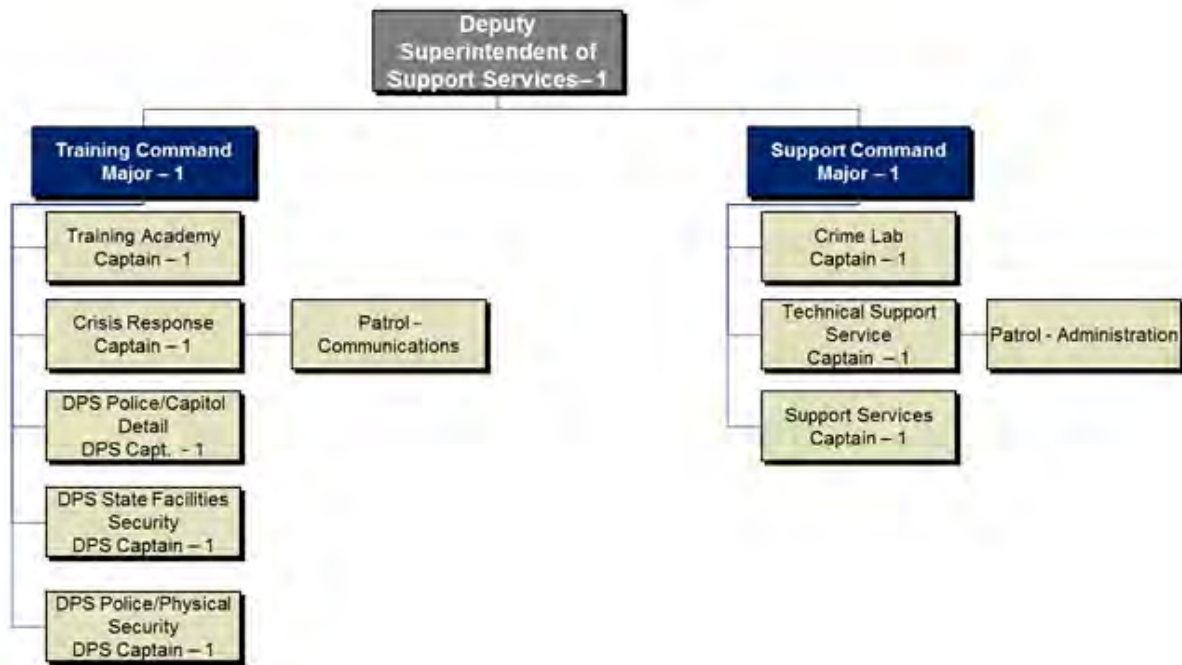 Deputy
Superintendent of
Support Services– 1
Training Command
Major – 1
Support Command
Major – 1
Training Academy
Captain – 1
Crisis Response
Captain – 1
Patrol -
Communications
DPS Police/Capitol
Detail
DPS Capt. - 1
DPS State Facilities
Security
DPS Captain – 1
DPS Police/Physical
Security
DPS Captain – 1
Crime Lab
Captain – 1
Technical Support
Service
Captain – 1
Patrol - Administration
Support Services
Captain – 1